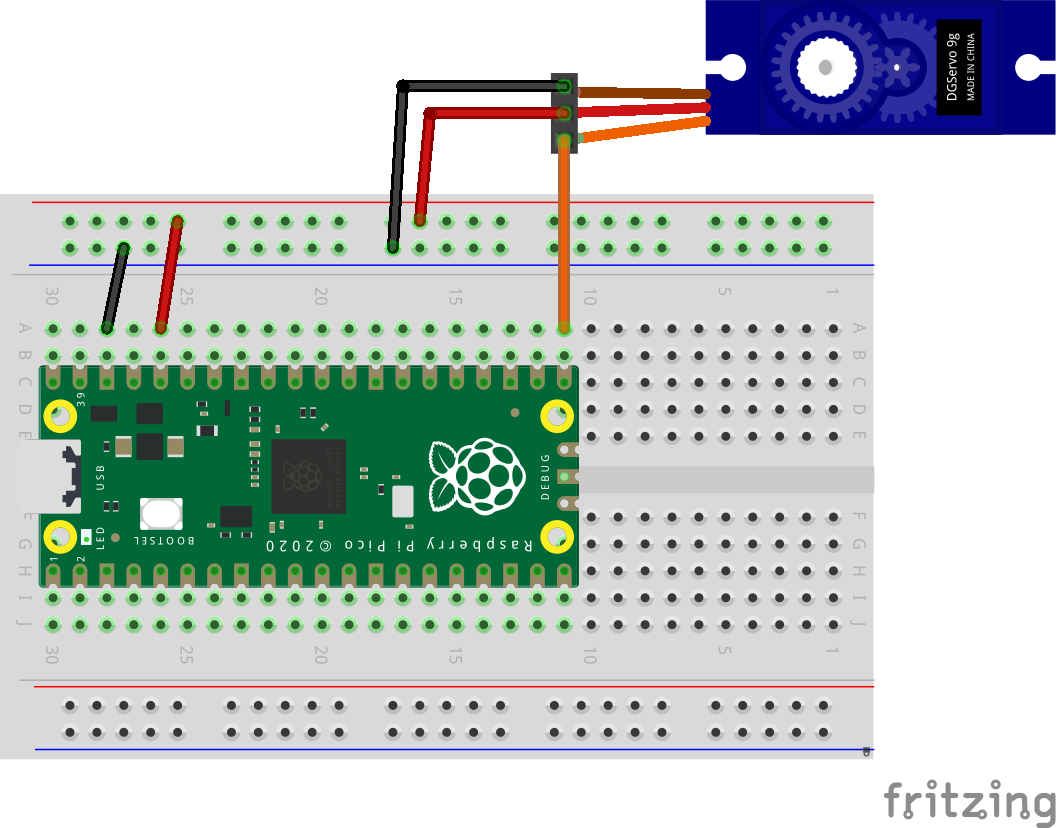 DGServo 9g
MADE IN CHINA
30
25
20
15
10
5
1
A
A
B
B
C
C
D
D
E
E
39
USB
DEBUG
LED
BOOTSEL
Raspberry Pi Pico © 2020
1
2
F
F
G
G
H
H
I
I
J
J
30
25
20
15
10
5
1
fritzing